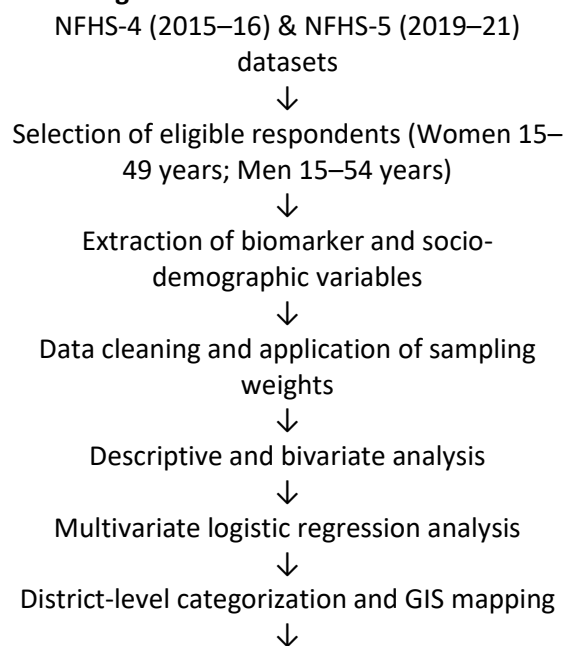 NFHS-4 (2015–16) & NFHS-5 (2019–21)
datasets
↓
Selection of eligible respondents (Women 15–
49 years; Men 15–54 years)
↓
Extraction of biomarker and socio-
demographic variables
↓
Data cleaning and application of sampling
weights
↓
Descriptive and bivariate analysis
↓
Multivariate logistic regression analysis
↓
District-level categorization and GIS mapping
↓